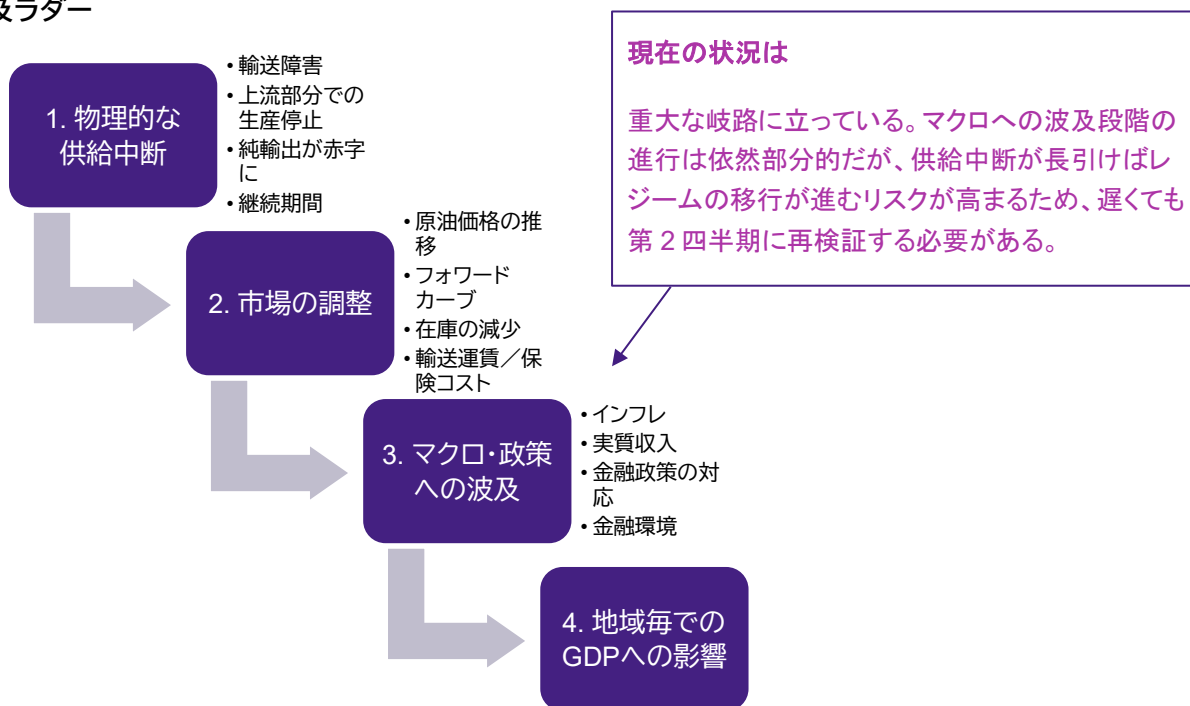 及ラダー
1. 物理的な
供給中断
• 輸送障害
• 上流部分での
生産停止
• 純輸出が赤字
に
• 継続期間
2. 市場の調整
• 原油価格の推
移
• フォワード
カーブ
• 在庫の減少
• 輸送運賃／保
険コスト
3. マクロ・政策
への波及
• インフレ
• 実質収入
• 金融政策の対
応
• 金融環境
4. 地域毎での
GDPへの影響
現在の状況は
重大な岐路に立っている。マクロへの波及段階の
進行は依然部分的だが、供給中断が長引けばレ
ジームの移行が進むリスクが高まるため、遅くても
第 2 四半期に再検証する必要がある。